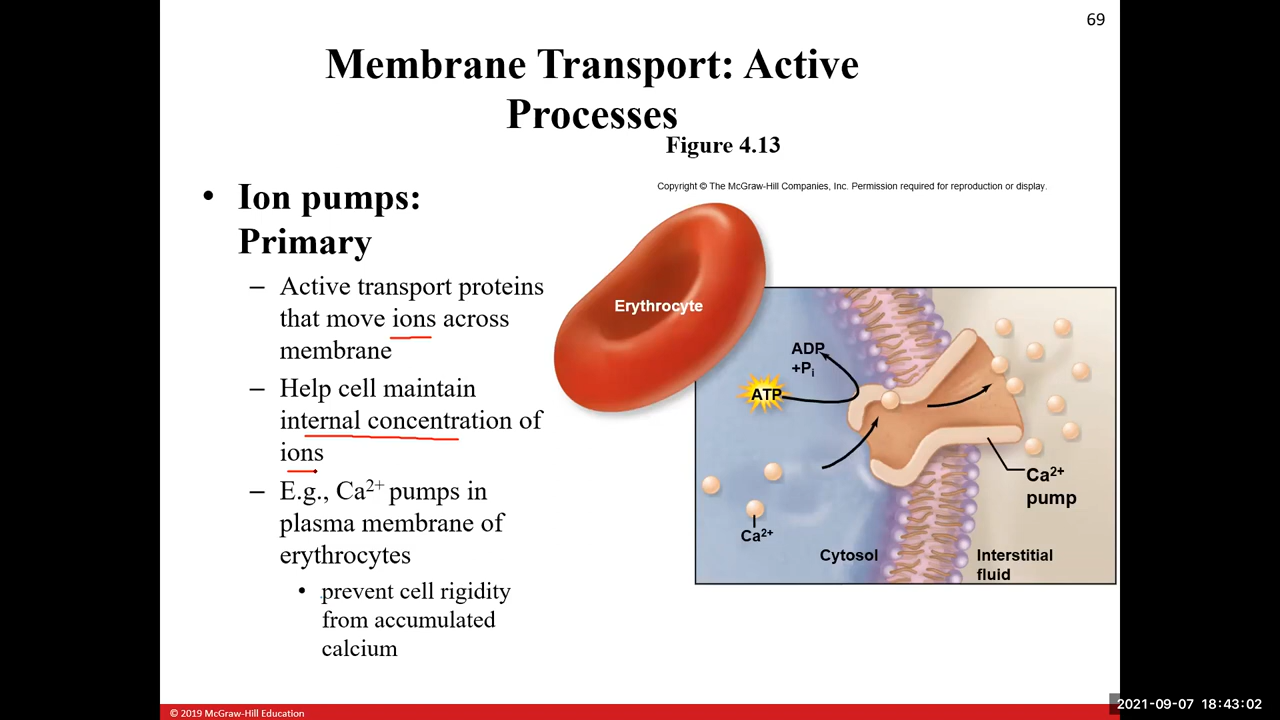 69
Membrane Transport: Active
Processes
Figure 4.13
• Ion pumps:
Primary
– Active transport proteins
that move ions across
membrane
– Help cell maintain
internal concentration of
ions
– E.g., Ca²⁺ pumps in
plasma membrane of
erythrocytes
• prevent cell rigidity
from accumulated
calcium
Copyright © The McGraw-Hill Companies, Inc. Permission required for reproduction or display.
Erythrocyte
ADP
+Pᵢ
ATP
Ca²⁺
pump
Ca²⁺
Cytosol
Interstitial
fluid
© 2019 McGraw-Hill Education
2021-09-07 18:43:02